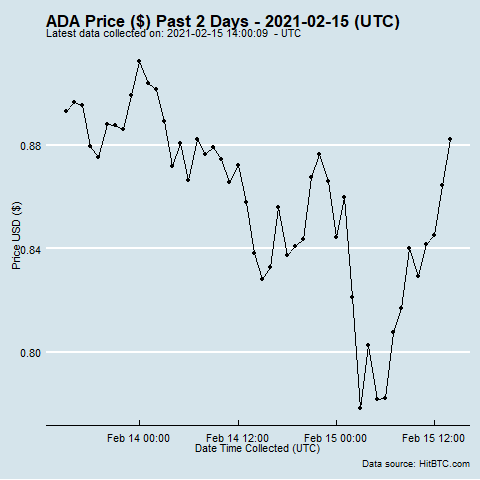 ADA Price ($) Past 2 Days - 2021-02-15 (UTC)
Latest data collected on: 2021-02-15 14:00:09  - UTC
Price USD ($)
0.88
0.84
0.80
Feb 14 00:00
Feb 14 12:00
Feb 15 00:00
Feb 15 12:00
Date Time Collected (UTC)
Data source: HitBTC.com